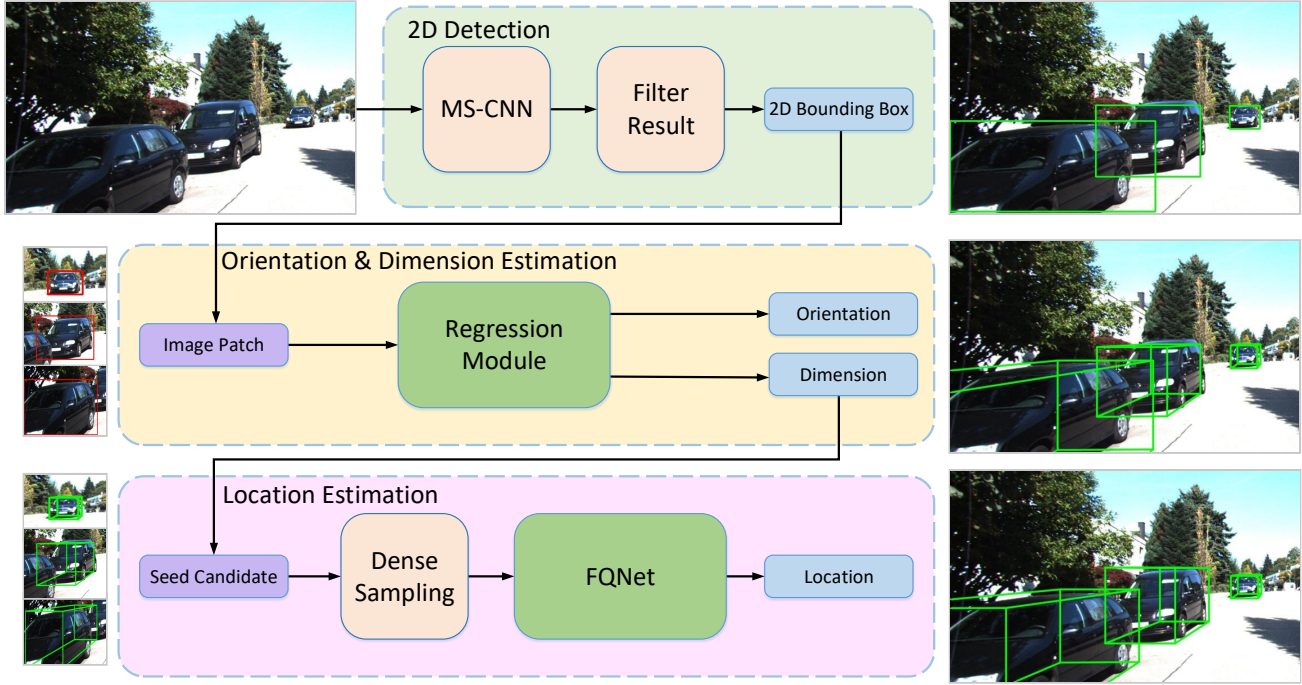 2D Detection
MS-CNN
Filter
Result
2D Bounding Box
Orientation & Dimension Estimation
Image Patch
Regression
Module
Orientation
Dimension
Location Estimation
Seed Candidate
Dense
Sampling
FQNet
Location